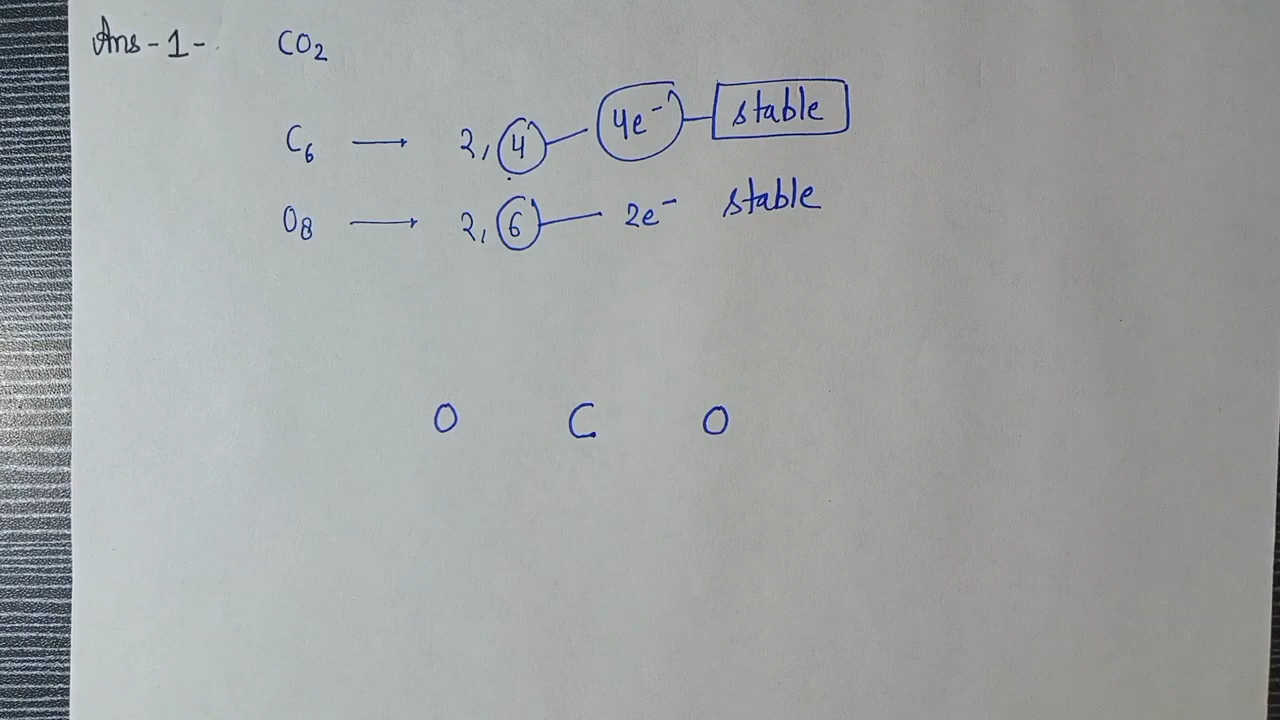 Ans-1-. CO₂
C₆ → 2, 4 — 4e⁻ — stable
O₈ → 2, 6 — 2e⁻ stable
O C O